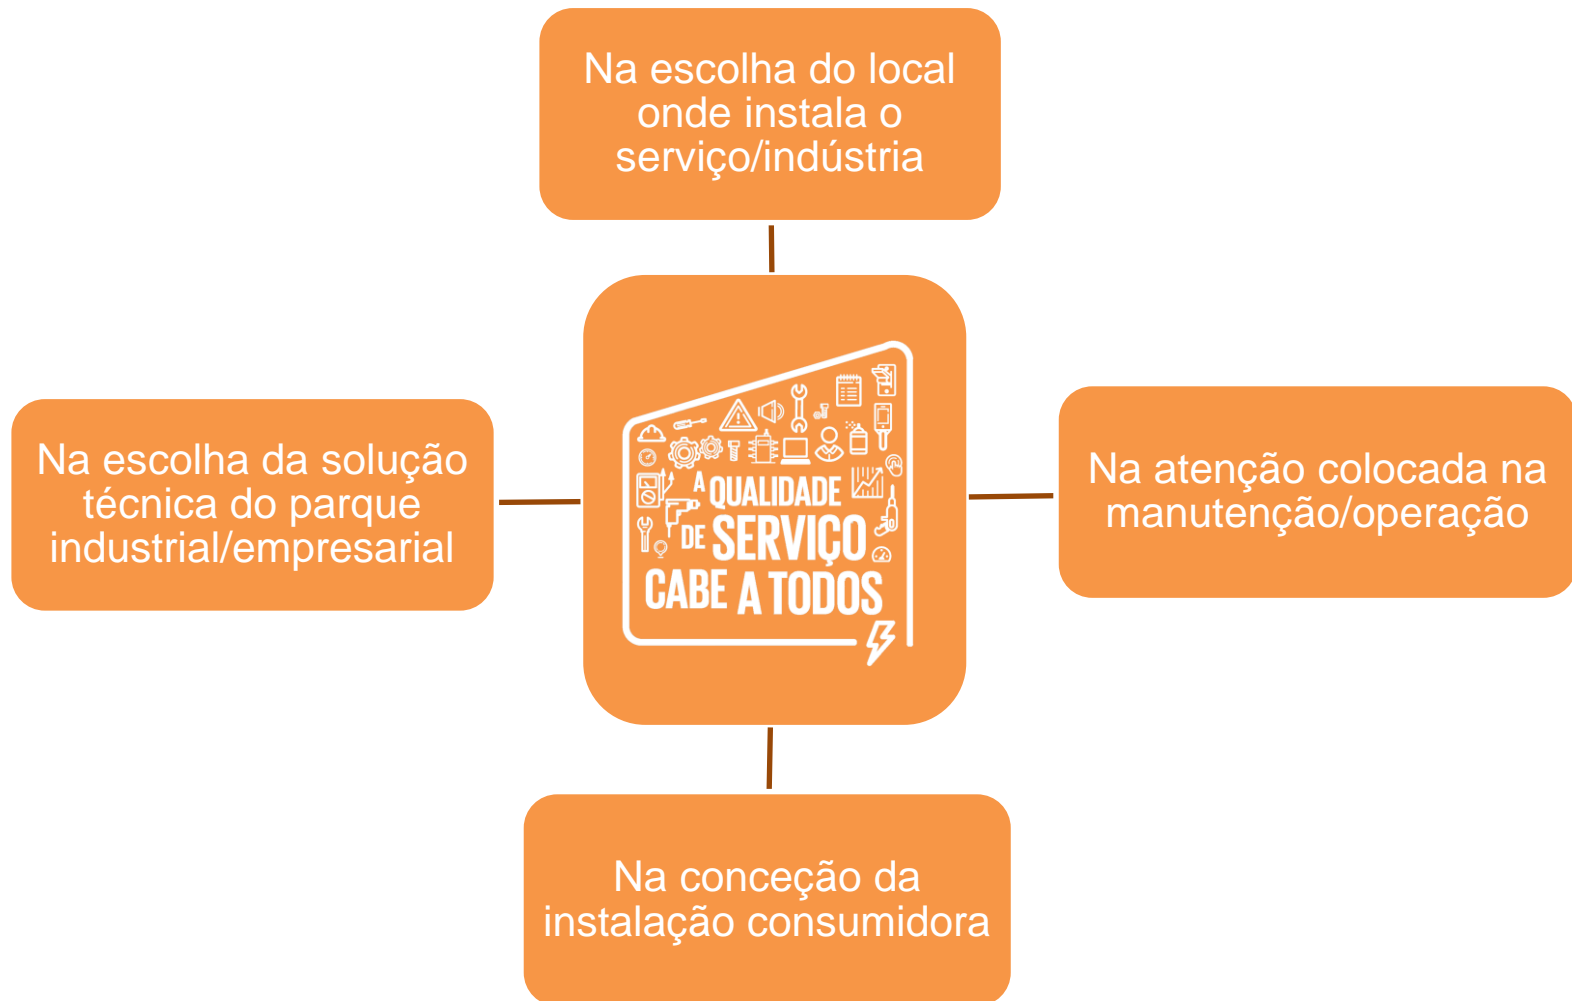 Na escolha do local
onde instala o
serviço/indústria
Na escolha da solução
técnica do parque
industrial/empresarial
A QUALIDADE
DE SERVIÇO
CABE A TODOS
Na atenção colocada na
manutenção/operação
Na conceção da
instalação consumidora